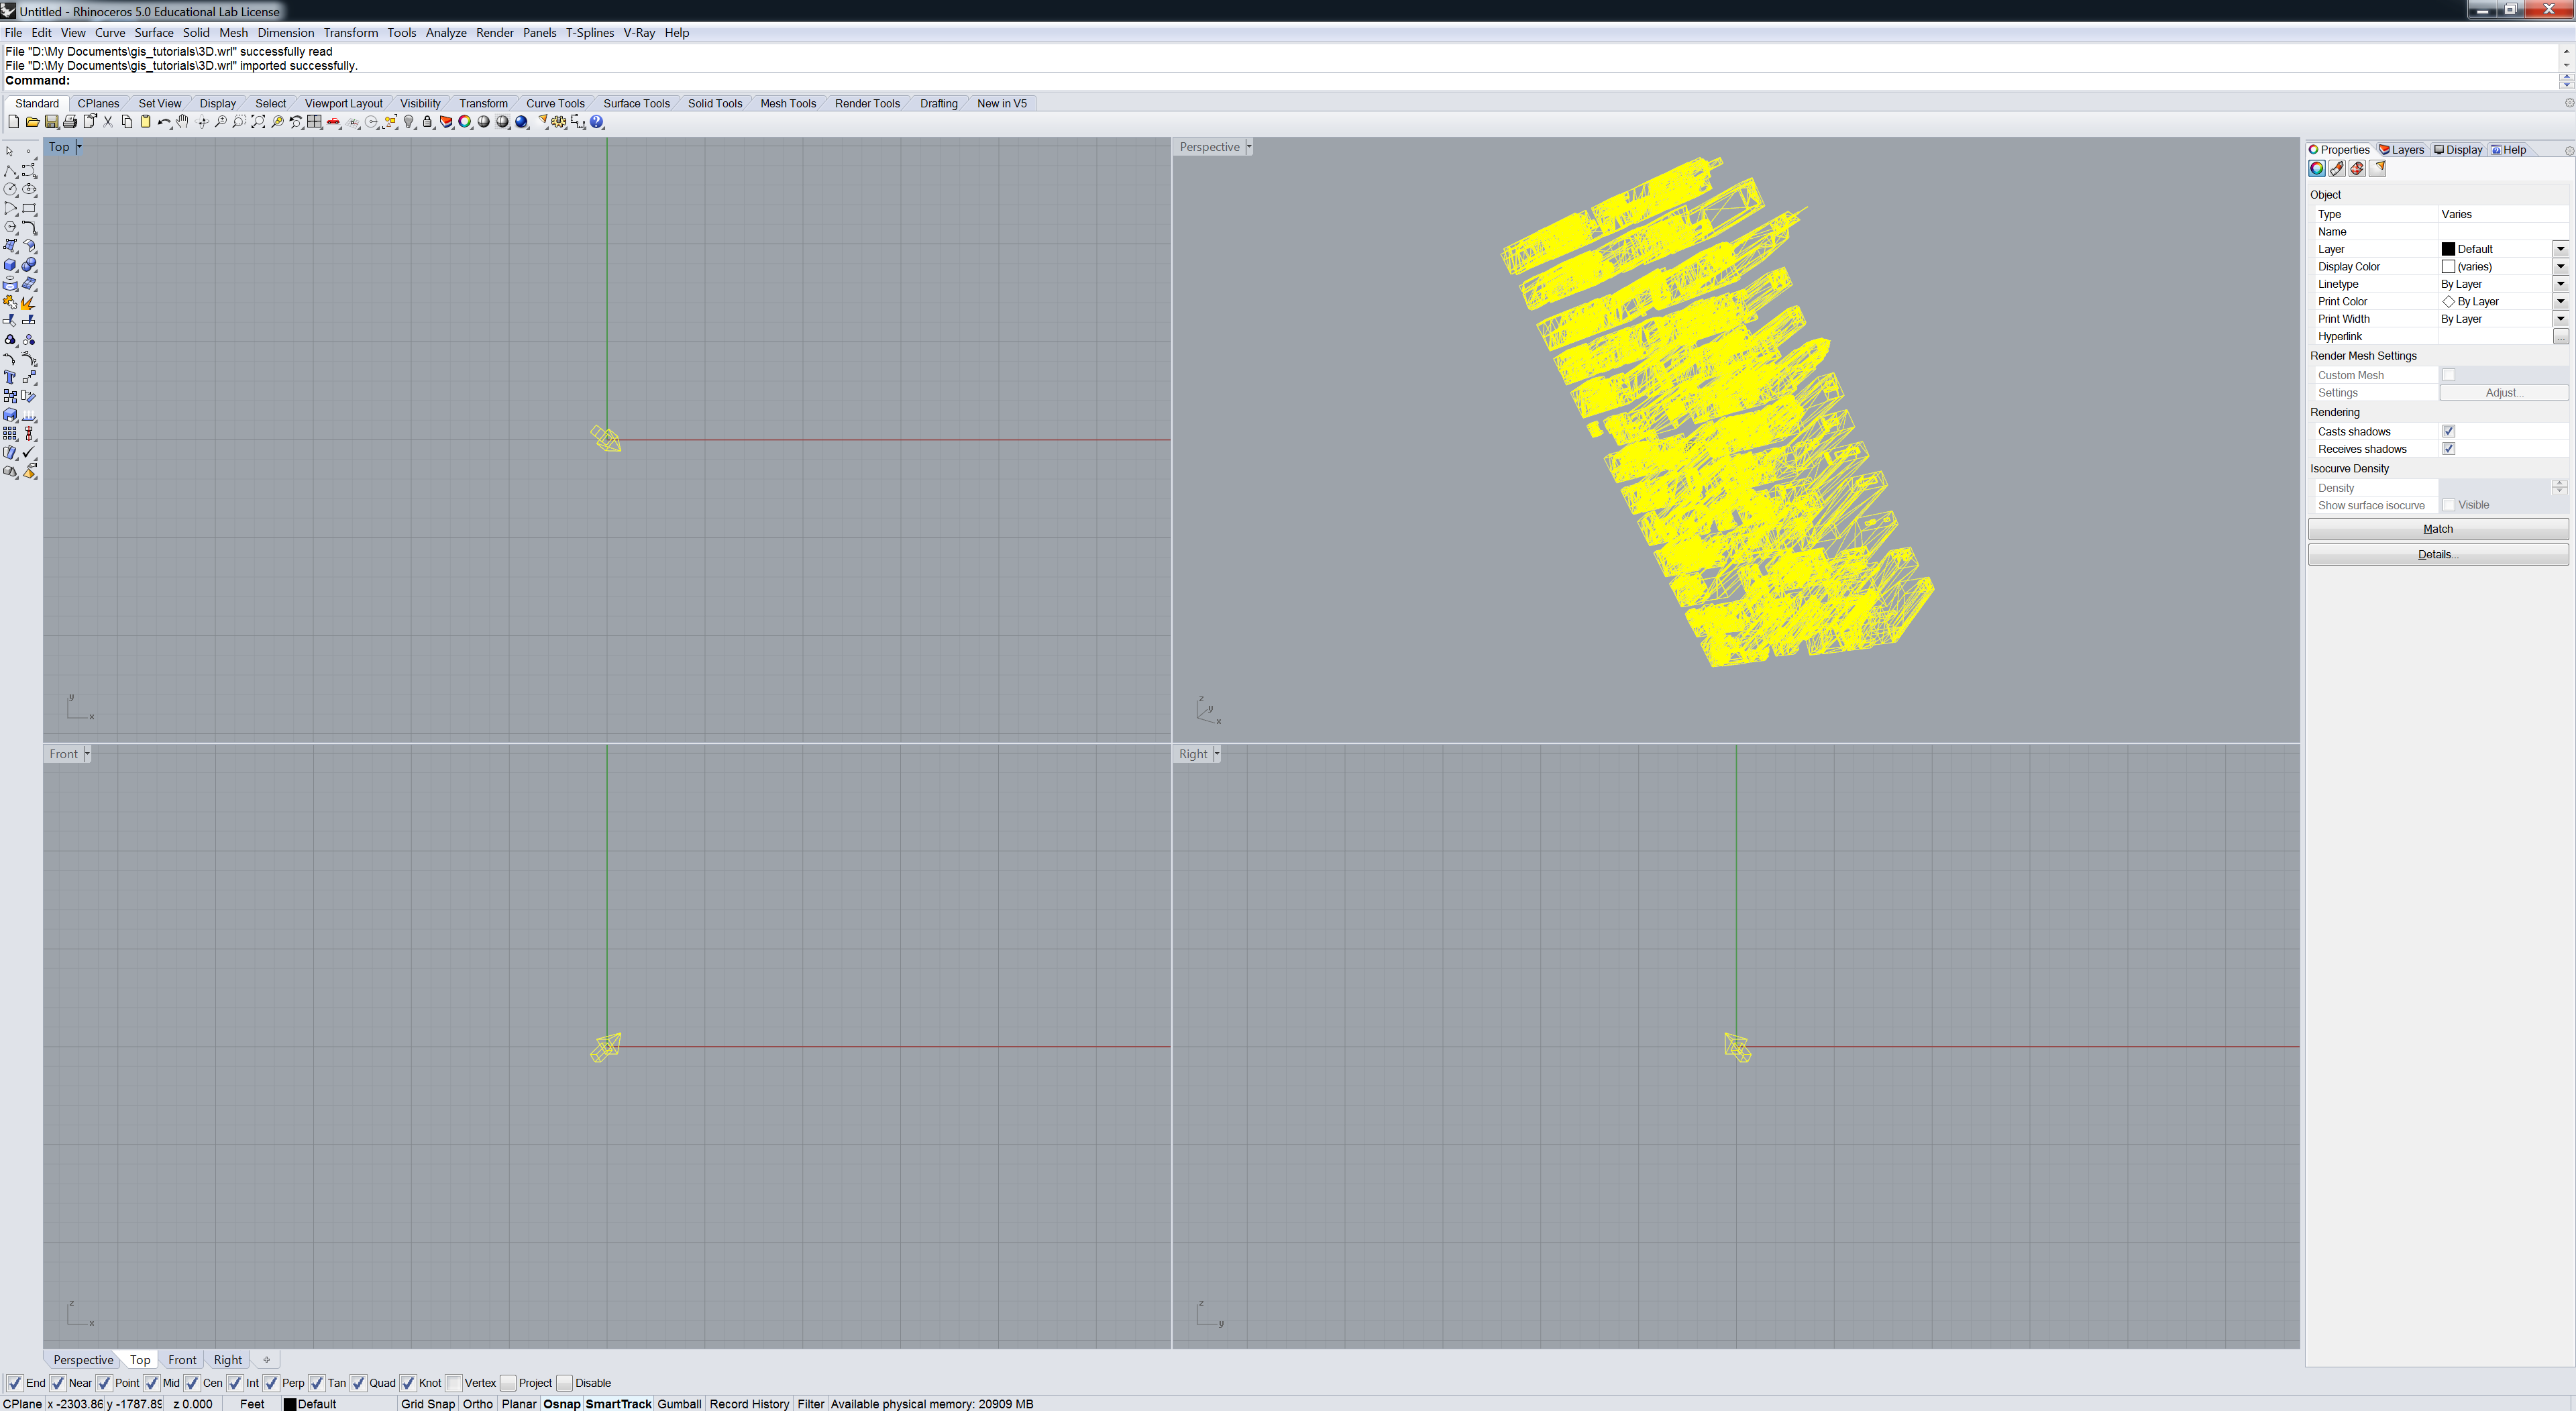 Untitled - Rhinoceros 5.0 Educational Lab License
File Edit View Curve Surface Solid Mesh Dimension Transform Tools Analyze Render Panels T-Splines V-Ray Help
File "D:\My Documents\gis_tutorials\3D.wrl" successfully read
File "D:\My Documents\gis_tutorials\3D.wrl" imported successfully.
Command:
Standard CPlanes Set View Display Select Viewport Layout Visibility Transform Curve Tools Surface Tools Solid Tools Mesh Tools Render Tools Drafting New in V5
Top
y
x
Perspective
z
y
x
Front
z
x
Right
z
y
Properties Layers Display Help
Object
Type Varies
Name
Layer Default
Display Color (varies)
Linetype By Layer
Print Color By Layer
Print Width By Layer
Hyperlink ...
Render Mesh Settings
Custom Mesh
Settings Adjust...
Rendering
Casts shadows
Receives shadows
Isocurve Density
Density
Show surface isocurve Visible
Match
Details...
Perspective Top Front Right
End Near Point Mid Cen Int Perp Tan Quad Knot Vertex Project Disable
CPlane x -2303.86 y -1787.89 z 0.000 Feet Default Grid Snap Ortho Planar Osnap SmartTrack Gumball Record History Filter Available physical memory: 20909 MB